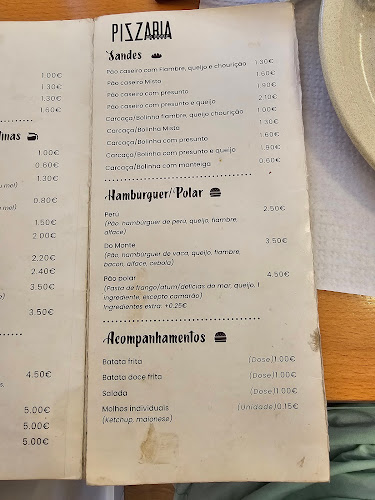 1.00€
1.30€
1.30€
1.60€
lmas
1.00€
0.60€
1.30€
u mel)
0.80€
u mel)
1.50€
2.00€
2.20€
2.40€
3.50€
3.50€
4.50€
5.00€
5.00€
5.00€
PIZZARIA
Sandes
Pão caseiro com Fiambre, queijo e chourição 1.30€
Pão caseiro Mista 1.60€
Pão caseiro com presunto 1.90€
Pão caseiro com presunto e queijo 2.10€
Carcaça/Bolinha fiambre, queijo chourição 1.00€
Carcaça/Bolinha Mista 1.30€
Carcaça/Bolinha com presunto 1.60€
Carcaça/Bolinha com presunto e queijo 1.90€
Carcaça/Bolinha com manteiga 0.60€
Hamburguer/Polar
Peru 2.50€
(Pão, hambúrguer de peru, queijo, fiambre,
alface)
Do Monte 3.50€
(Pão, hambúrguer de vaca, queijo, fiambre,
bacon, alface, cebola)
Pão polar 4.50€
(Pasta de frango/atum/delícias do mar, queijo, 1
ingrediente, excepto camarão)
Ingredientes extra: +0.25€
Acompanhamentos
Batata frita (Dose)1.00€
Batata doce frita (Dose)1.00€
Salada (Dose)1.00€
Molhos individuais (Unidade)0.15€
(Ketchup, maionese)